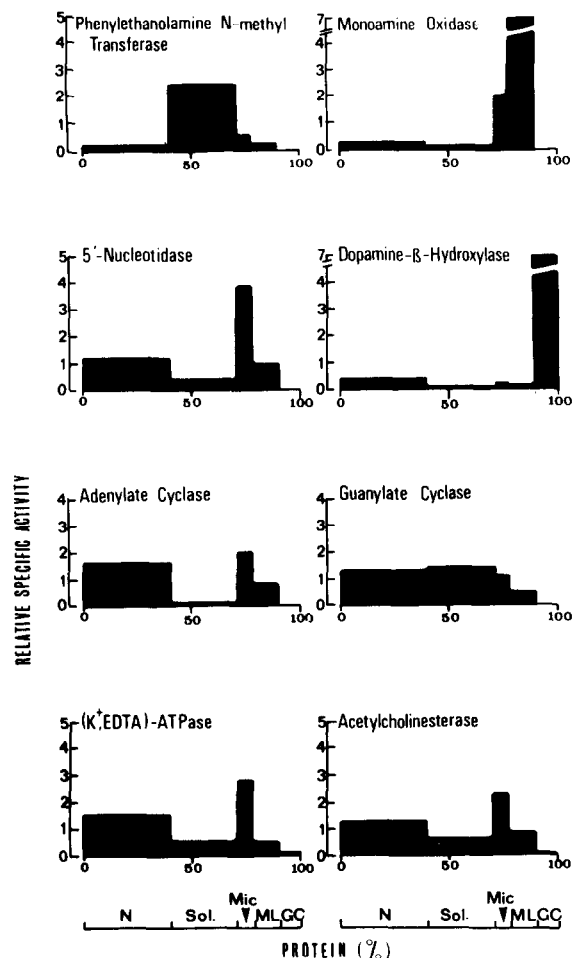 Phenylethanolamine N-methyl
Transferase
5
4
3
2
1
0
0 50 100
Monoamine Oxidase
7
4
3
2
1
0
0 50 100
5'-Nucleotidase
5
4
3
2
1
0
0 50 100
Dopamine-ß-Hydroxylase
7
4
3
2
1
0
0 50 100
RELATIVE SPECIFIC ACTIVITY
Adenylate Cyclase
4
3
2
1
0
0 50 100
Guanylate Cyclase
4
3
2
1
0
0 50 100
(K⁺,EDTA)-ATPase
5
4
3
2
1
0
0 50 100
Acetylcholinesterase
5
4
3
2
1
0
0 50 100
Mic Mic
N Sol. ML GC N Sol. ML GC
PROTEIN (%)